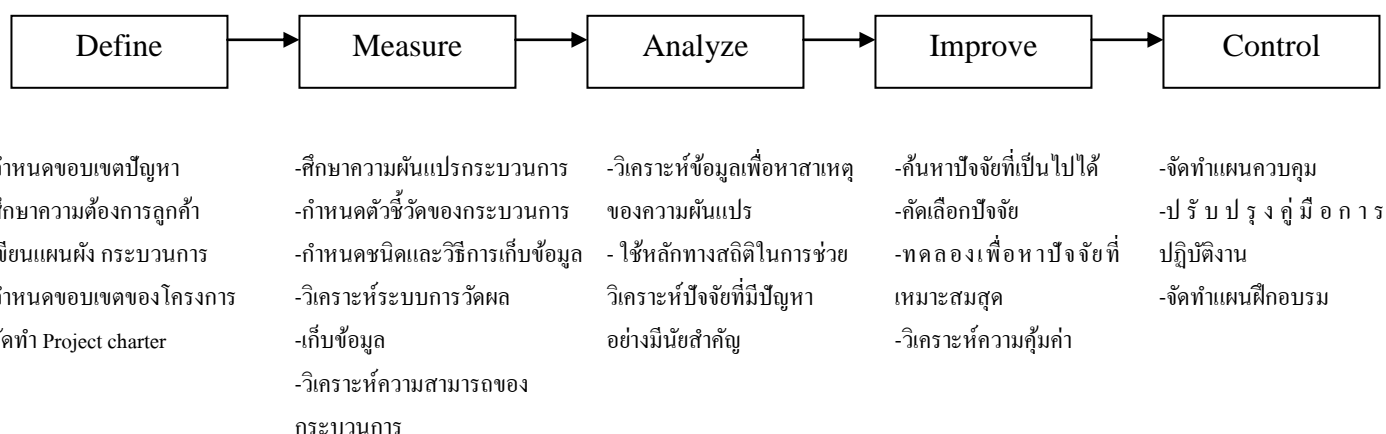 Define
Measure
Analyze
Improve
Control
กำหนดขอบเขตปัญหา
ศึกษาความต้องการลูกค้า
เขียนแผนผัง กระบวนการ
กำหนดขอบเขตของโครงการ
จัดทำ Project charter
-ศึกษาความผันแปรกระบวนการ
-กำหนดตัวชี้วัดของกระบวนการ
-กำหนดชนิดและวิธีการเก็บข้อมูล
-วิเคราะห์ระบบการวัดผล
-เก็บข้อมูล
-วิเคราะห์ความสามารถของ
กระบวนการ
-วิเคราะห์ข้อมูลเพื่อหาสาเหตุ
ของความผันแปร
- ใช้หลักทางสถิติในการช่วย
วิเคราะห์ปัจจัยที่มีปัญหา
อย่างมีนัยสำคัญ
-ค้นหาปัจจัยที่เป็นไปได้
-คัดเลือกปัจจัย
-ทดลองเพื่อหาปัจจัยที่
เหมาะสมสุด
-วิเคราะห์ความคุ้มค่า
-จัดทำแผนควบคุม
-ปรับปรุงคู่มือการ
ปฏิบัติงาน
-จัดทำแผนฝึกอบรม